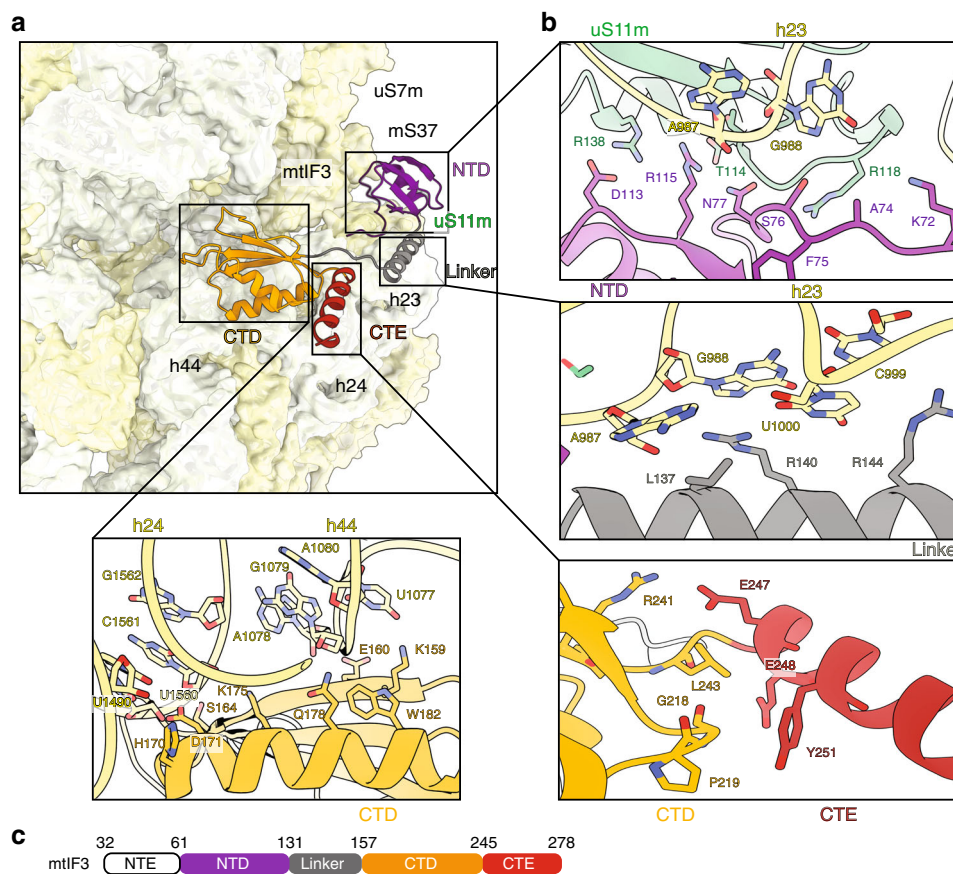 a
uS7m
mS37
mtIF3
NTD
uS11m
Linker
h23
CTD
CTE
h44
h24
b
uS11m
h23
A987
G988
R138
R115
T114
R118
D113
N77
S76
A74
K72
F75
NTD
h23
G988
C999
A987
U1000
L137
R140
R144
Linker
h24
h44
A1080
G1562
G1079
U1077
C1561
A1078
E160
K159
U1490
U1560
K175
S164
Q178
W182
H170
D171
CTD
E247
R241
E248
L243
G218
Y251
P219
CTD
CTE
c
32 61 131 157 245 278
mtIF3 NTE NTD Linker CTD CTE